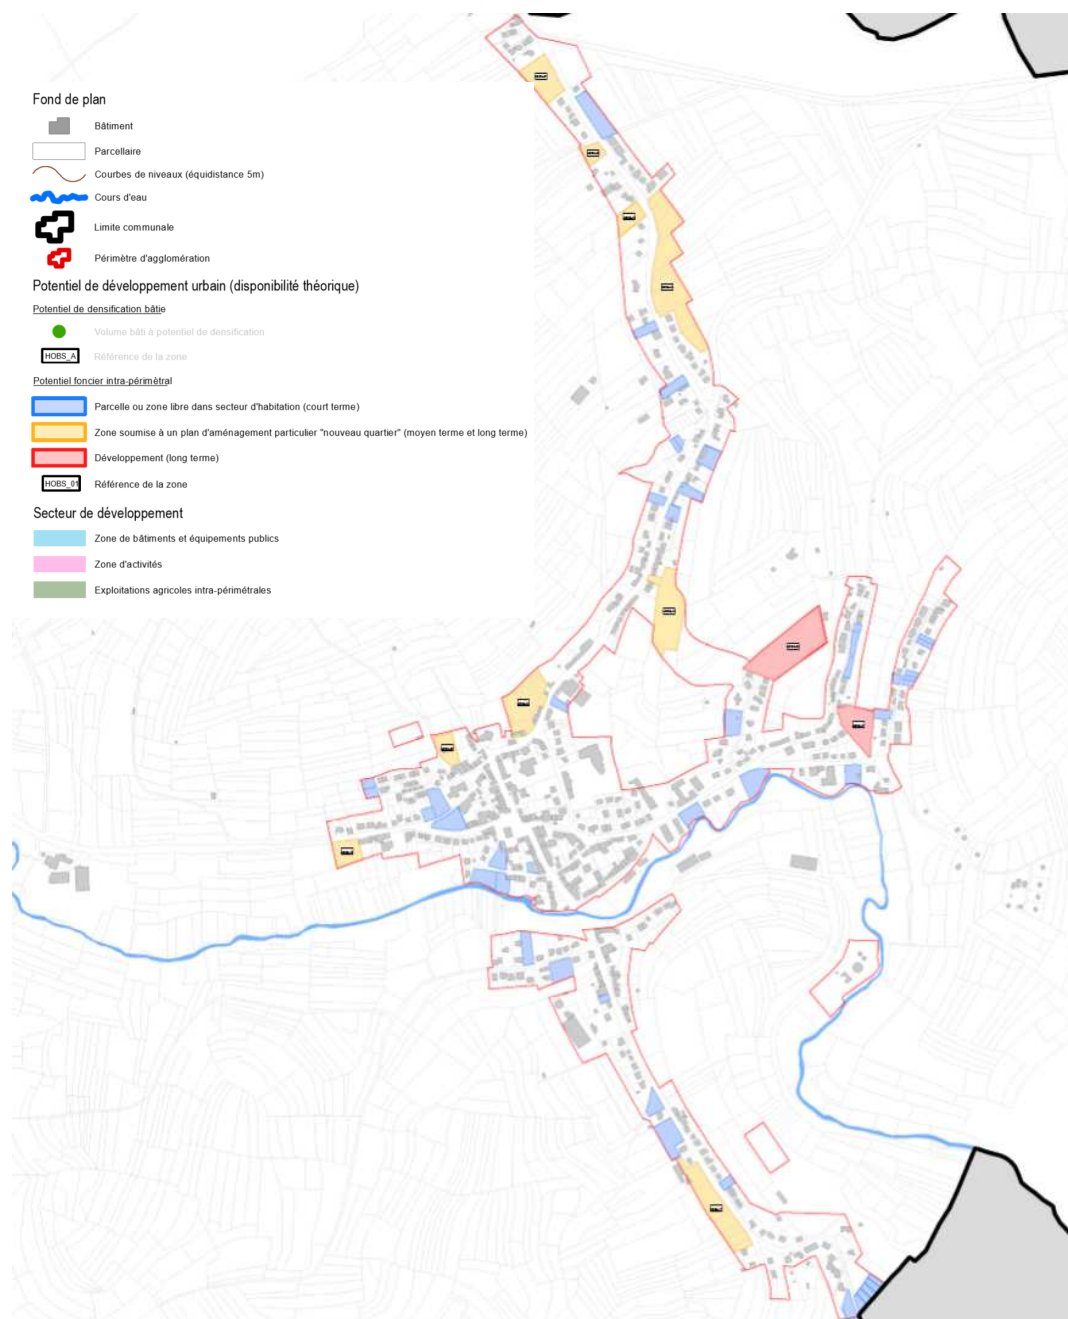 Fond de plan
Bâtiment
Parcellaire
Courbes de niveaux (équidistance 5m)
Cours d'eau
Limite communale
Périmètre d'agglomération
Potentiel de développement urbain (disponibilité théorique)
Potentiel de densification bâtie
Volume bâti à potentiel de densification
HOBS_A Référence de la zone
Potentiel foncier intra-périmètral
Parcelle ou zone libre dans secteur d'habitation (court terme)
Zone soumise à un plan d'aménagement particulier "nouveau quartier" (moyen terme et long terme)
Développement (long terme)
HOBS_01 Référence de la zone
Secteur de développement
Zone de bâtiments et équipements publics
Zone d'activités
Exploitations agricoles intra-périmétrales